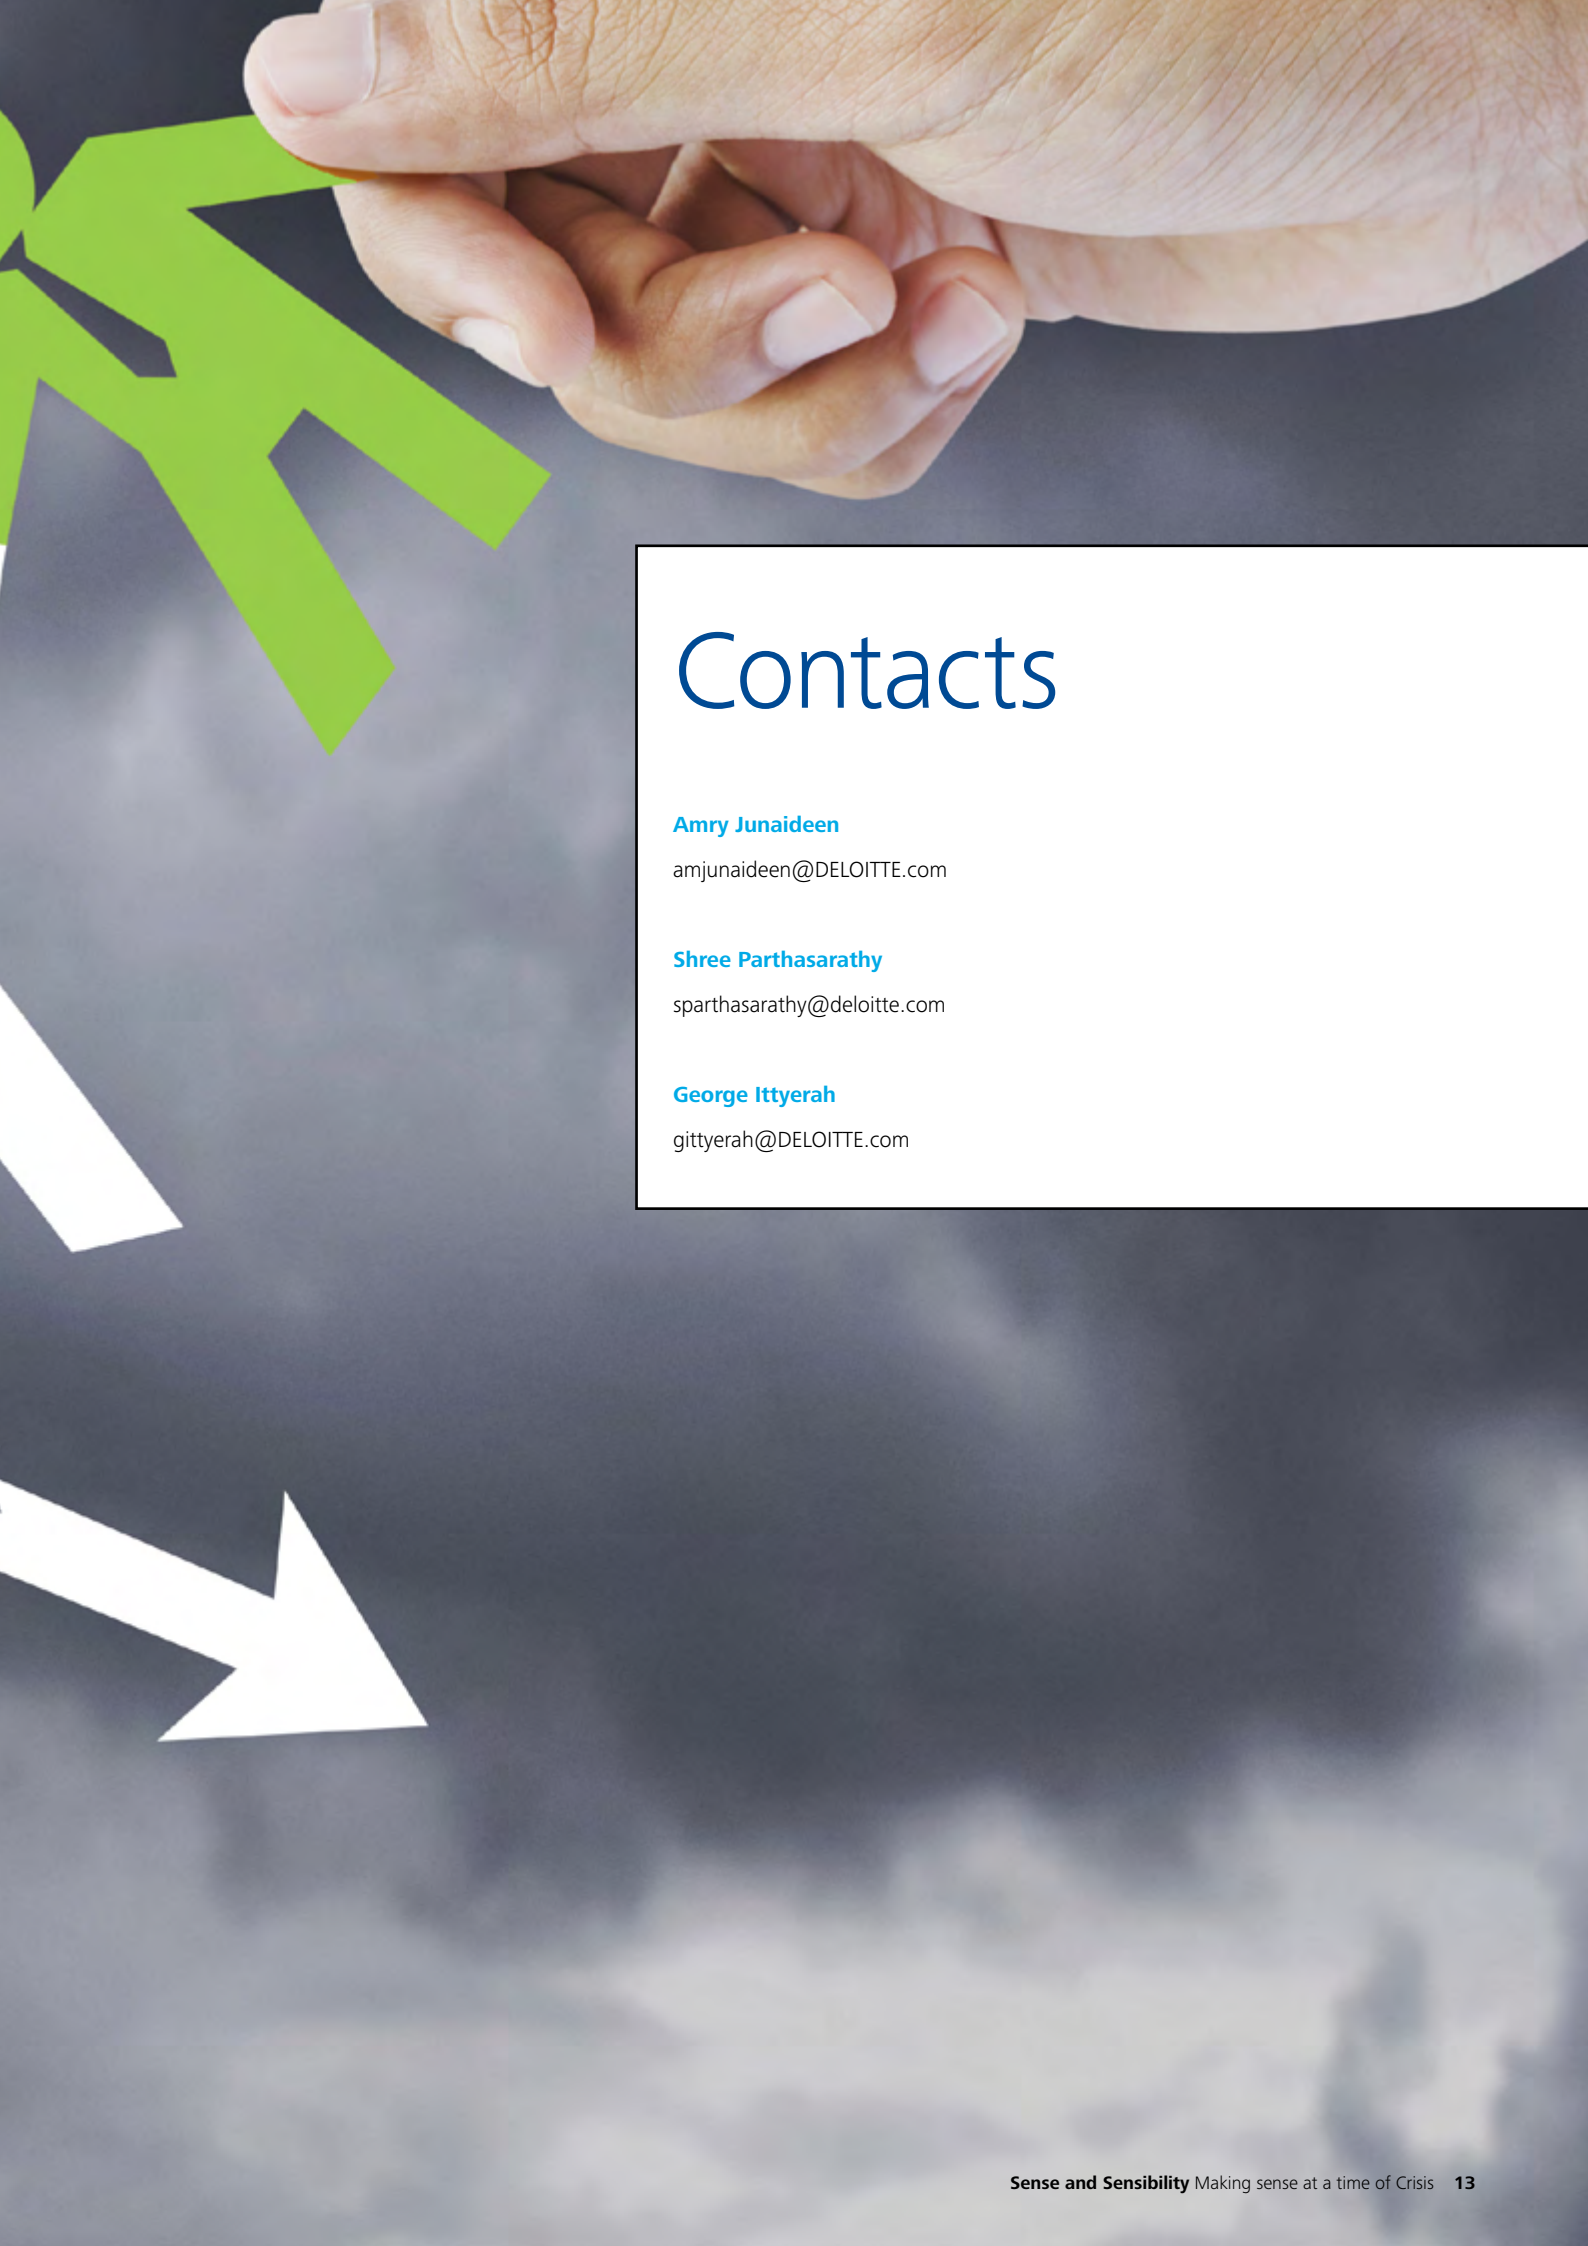 Contacts
Amry Junaideen
amjunaideen@DELOITTE.com
Shree Parthasarathy
sparthasarathy@deloitte.com
George Ittyerah
gittyerah@DELOITTE.com
Sense and Sensibility Making sense at a time of Crisis 13